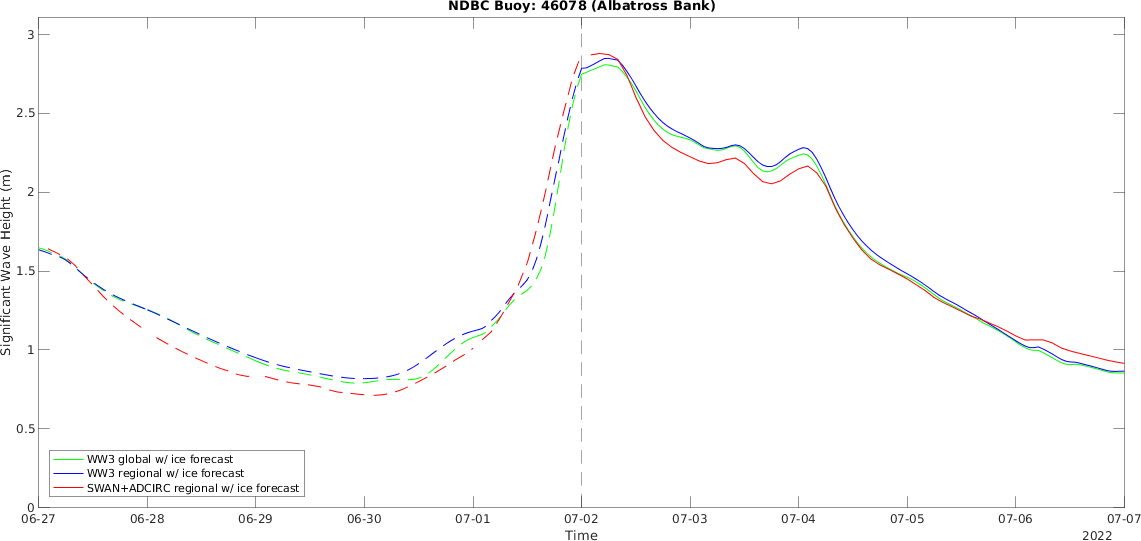 NDBC Buoy: 46078 (Albatross Bank)
Significant Wave Height (m)
3
2.5
2
1.5
1
0.5
0
WW3 global w/ ice forecast
WW3 regional w/ ice forecast
SWAN+ADCIRC regional w/ ice forecast
06-27 06-28 06-29 06-30 07-01 07-02 07-03 07-04 07-05 07-06 07-07
Time
2022